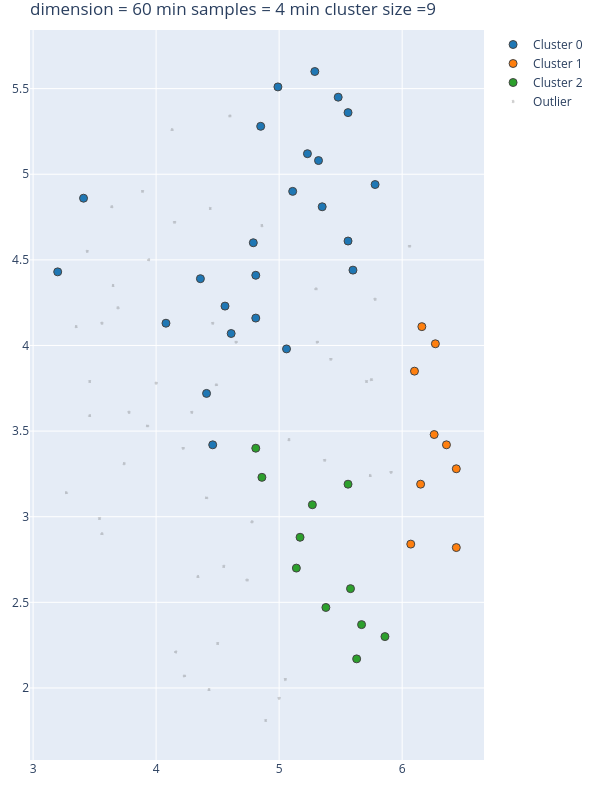 dimension = 60 min samples = 4 min cluster size =9
Cluster 0
Cluster 1
Cluster 2
Outlier
5.5
5
4.5
4
3.5
3
2.5
2
3 4 5 6